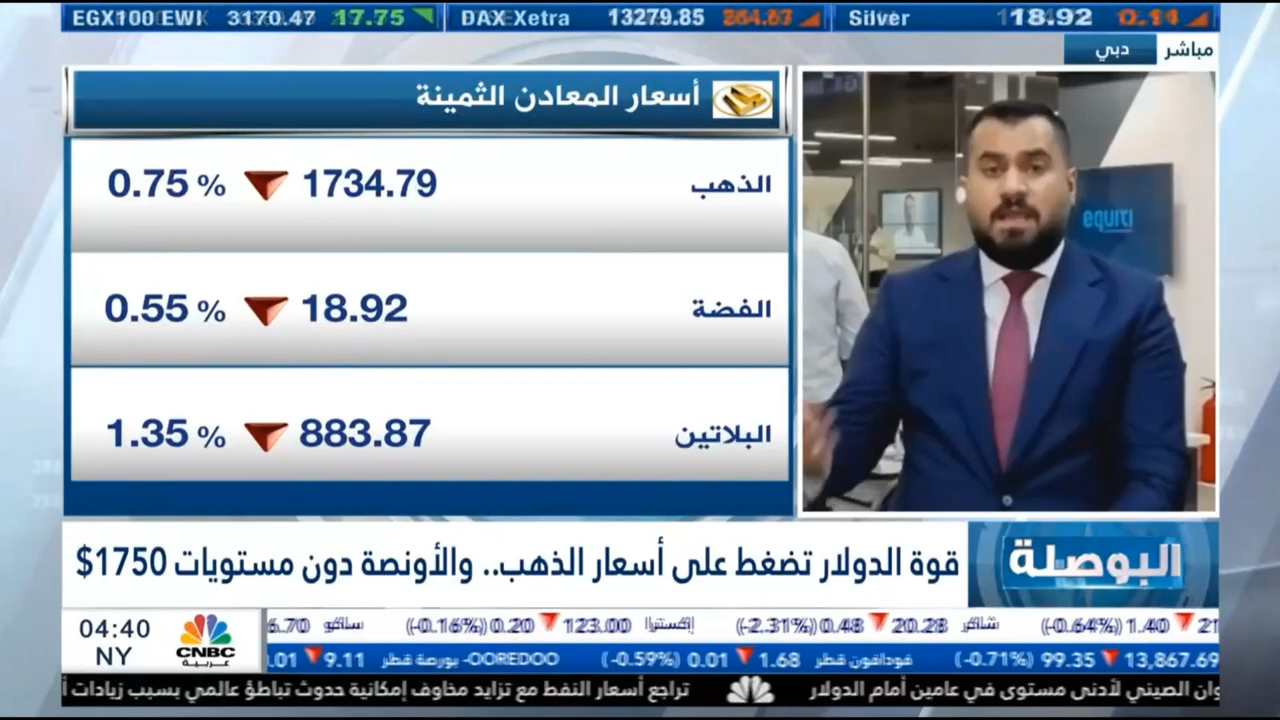 EGX100 EWI 3170.47 17.75 DAX Xetra 13279.85 Silver 18.92
مباشر دبي
أسعار المعادن الثمينة
الذهب 1734.79 0.75 %
equiti
الفضة 18.92 0.55 %
البلاتين 883.87 1.35 %
البوصلة
قوة الدولار تضغط على أسعار الذهب.. والأونصة دون مستويات 1750$
04:40
NY
CNBC
عربية
21 1.40 (-0.64%) شاكر 20.28 0.48 (-2.31%) إكسترا 123.00 0.20 (-0.16%) ساكو 6.70
13,867.69 99.35 (-0.71%) فودافون قطر 1.68 0.01 (-0.59%) OOREDOO- بورصة قطر 9.11 .01
وان الصيني لأدنى مستوى في عامين أمام الدولار تراجع أسعار النفط مع تزايد مخاوف إمكانية حدوث تباطؤ عالمي بسبب زيادات أ